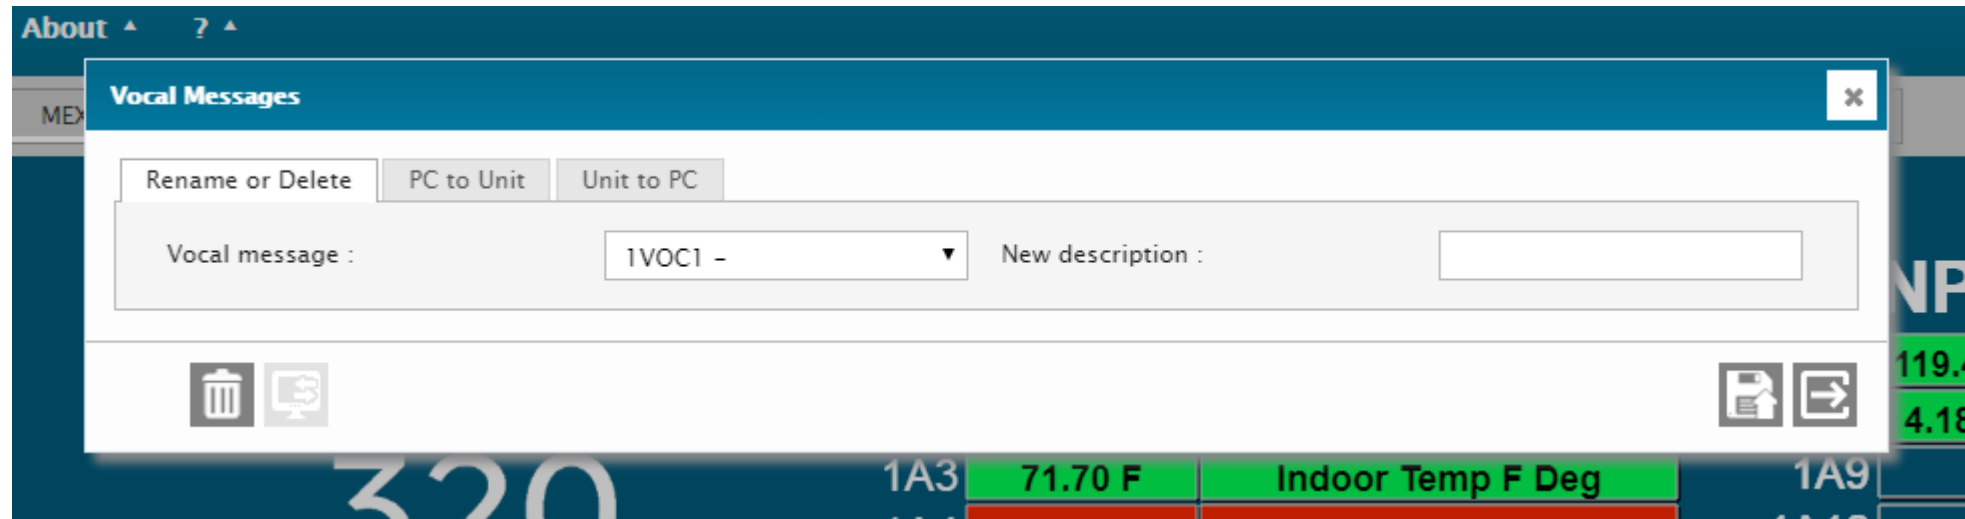 About ▲ ? ▲
Vocal Messages
Rename or Delete PC to Unit Unit to PC
Vocal message : 1VOC1 – New description :
119.4
4.18
320
1A3 71.70 F Indoor Temp F Deg 1A9